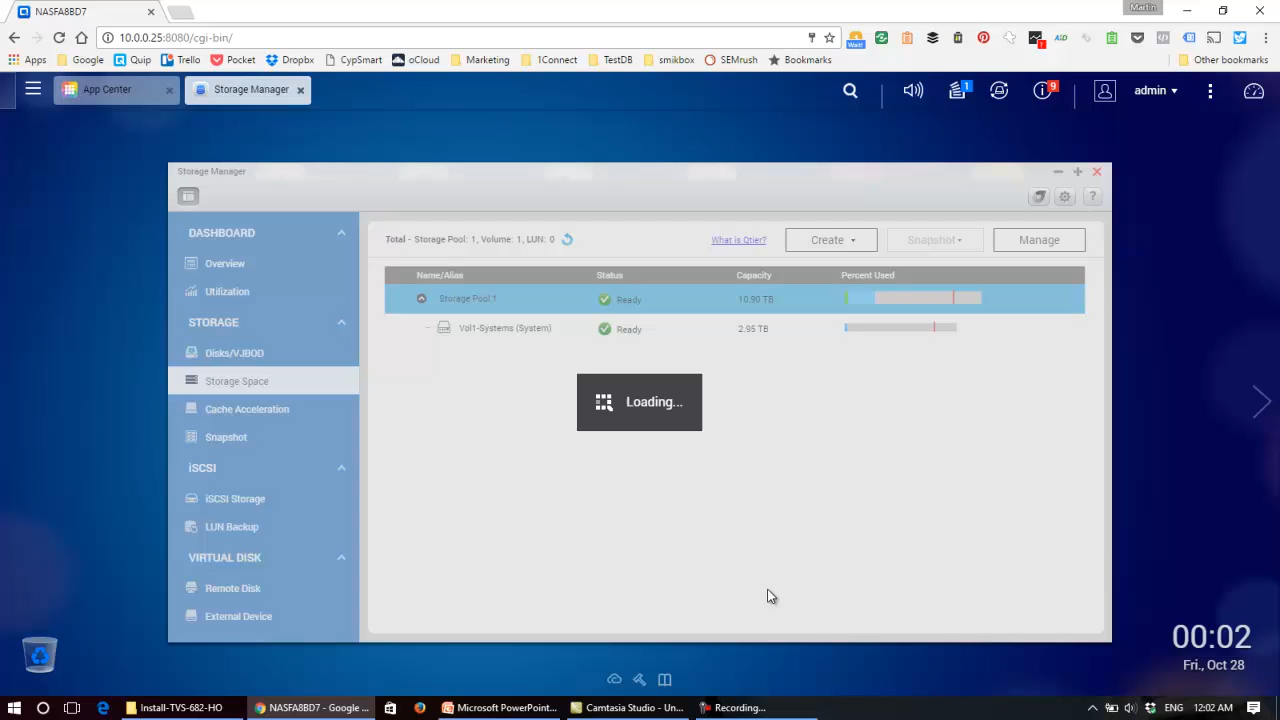 NASFA8BD7
Martin
10.0.0.25:8080/cgi-bin/
Wait!
7
Apps Google Quip Trello Pocket Dropbx CypSmart oCloud Marketing 1Connect TestDB smikbox SEMrush Bookmarks Other bookmarks
App Center Storage Manager 1 9 admin
Storage Manager
DASHBOARD
Overview
Utilization
STORAGE
Disks/VJBOD
Storage Space
Cache Acceleration
Snapshot
iSCSI
iSCSI Storage
LUN Backup
VIRTUAL DISK
Remote Disk
External Device
Total - Storage Pool: 1, Volume: 1, LUN: 0 What is Qtier? Create Snapshot Manage
Name/Alias Status Capacity Percent Used
Storage Pool 1 Ready 10.90 TB
Vol1-Systems (System) Ready 2.95 TB
Loading...
00:02
Fri., Oct 28
Install-TVS-682-HO NASFA8BD7 - Google ... Microsoft PowerPoint... Camtasia Studio - Un... Recording... 12:02 AM